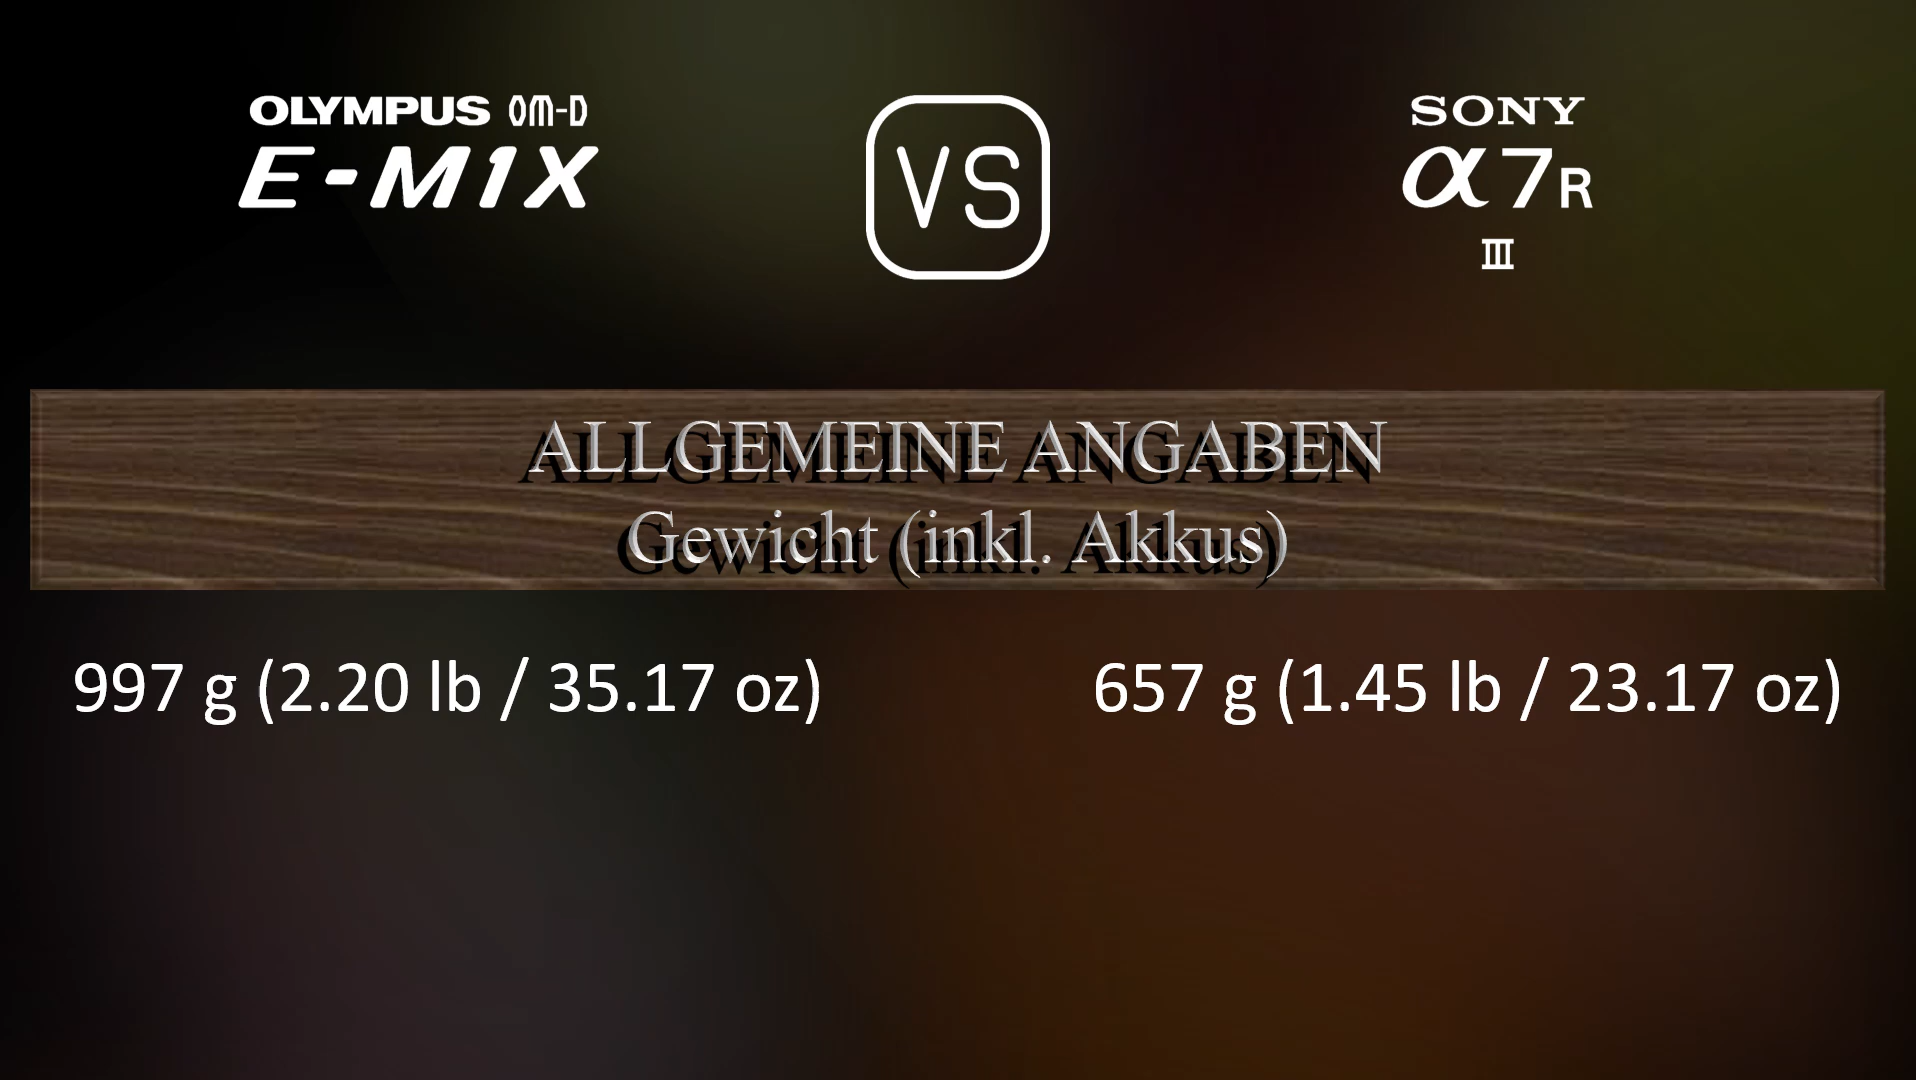 OLYMPUS OM-D
E-M1X
VS
SONY
α7R
III
ALLGEMEINE ANGABEN
Gewicht (inkl. Akkus)
997 g (2.20 lb / 35.17 oz)
657 g (1.45 lb / 23.17 oz)